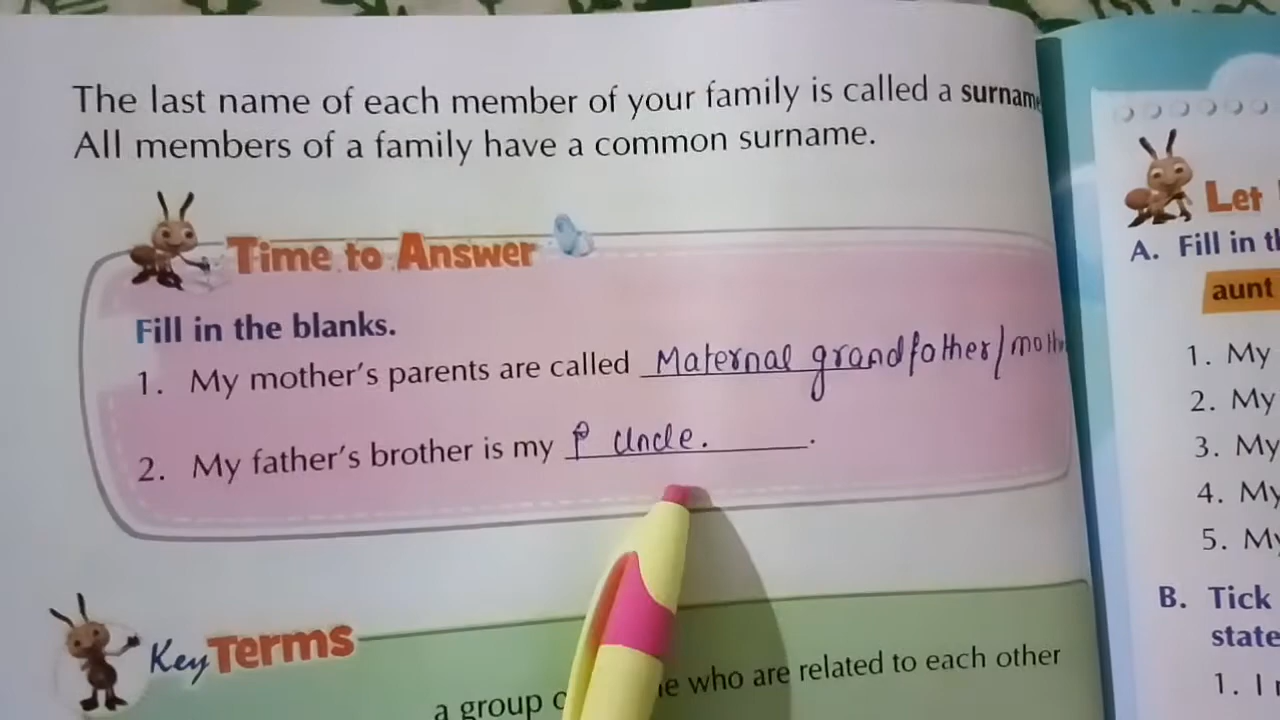 The last name of each member of your family is called a surname
All members of a family have a common surname.
Time to Answer
Fill in the blanks.
1. My mother's parents are called Maternal grandfather/moth
2. My father's brother is my P Uncle. .
Key Terms
a group who are related to each other
Let
A. Fill in th
aunt
1. My
2. My
3. My
4. My
5. My
B. Tick
state
1. I